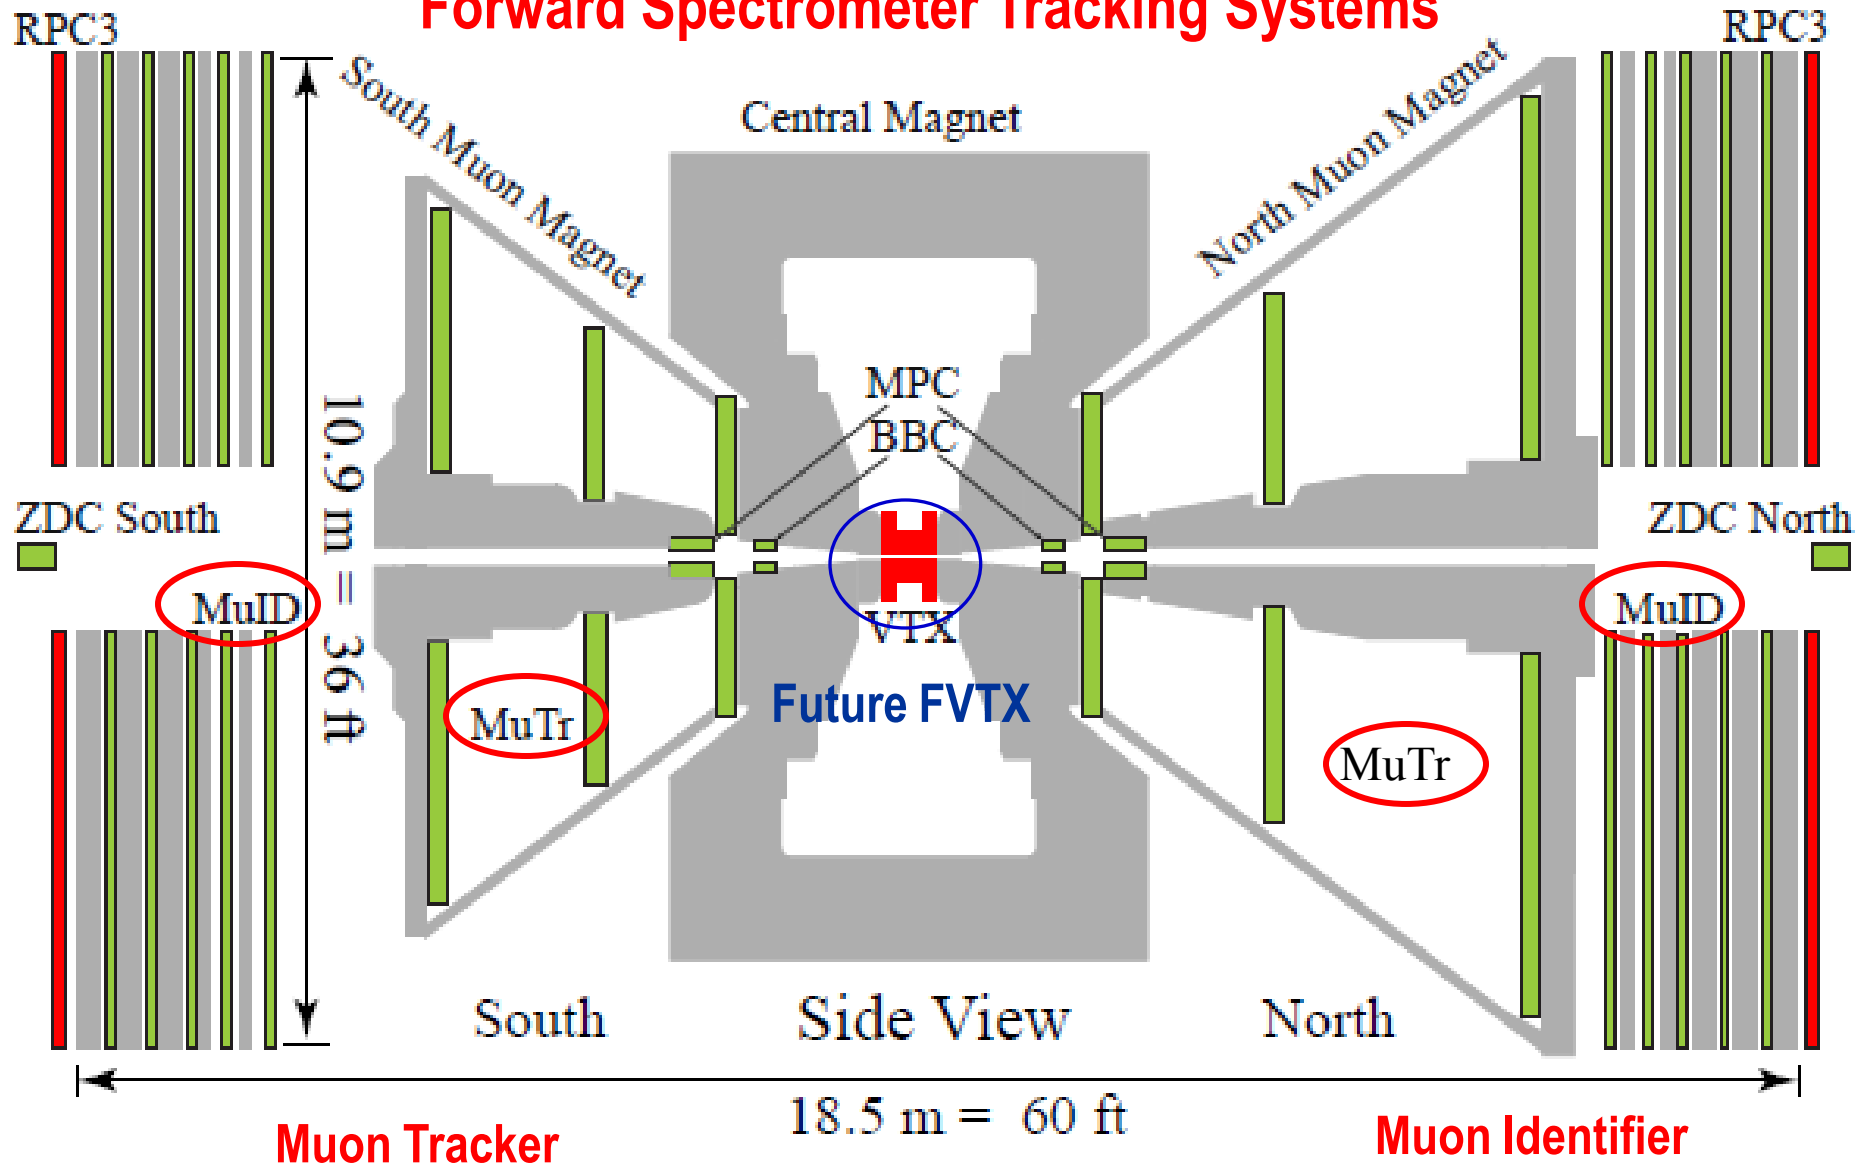 Forward Spectrometer Tracking Systems
RPC3
RPC3
South Muon Magnet
Central Magnet
North Muon Magnet
MPC
BBC
10.9 m = 36 ft
ZDC South
ZDC North
MuID
MuID
VTX
Future FVTX
MuTr
MuTr
South
Side View
North
18.5 m = 60 ft
Muon Tracker
Muon Identifier